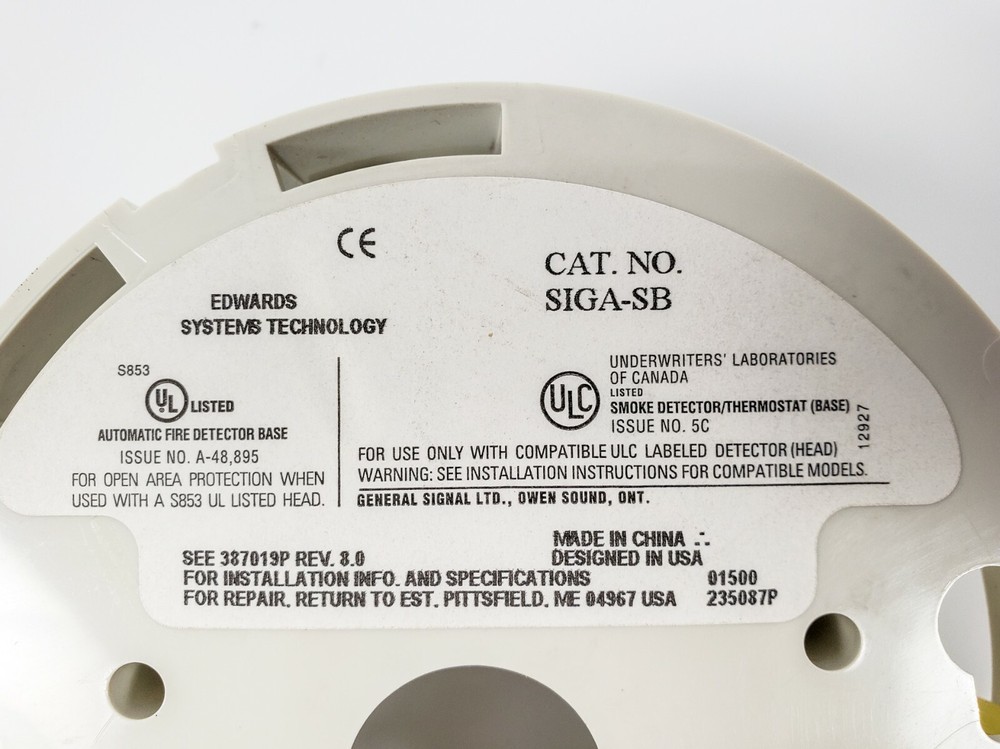 CE
CAT. NO.
SIGA-SB
EDWARDS
SYSTEMS TECHNOLOGY
S853
UL LISTED
AUTOMATIC FIRE DETECTOR BASE
ISSUE NO. A-48,895
FOR OPEN AREA PROTECTION WHEN
USED WITH A S853 UL LISTED HEAD.
UNDERWRITERS' LABORATORIES
OF CANADA
ULC LISTED
SMOKE DETECTOR/THERMOSTAT (BASE)
ISSUE NO. 5C
12927
FOR USE ONLY WITH COMPATIBLE ULC LABELED DETECTOR (HEAD)
WARNING: SEE INSTALLATION INSTRUCTIONS FOR COMPATIBLE MODELS.
GENERAL SIGNAL LTD., OWEN SOUND, ONT.
MADE IN CHINA
DESIGNED IN USA
SEE 387019P REV. 8.0
FOR INSTALLATION INFO. AND SPECIFICATIONS 01500
FOR REPAIR. RETURN TO EST. PITTSFIELD. ME 04967 USA 235087P